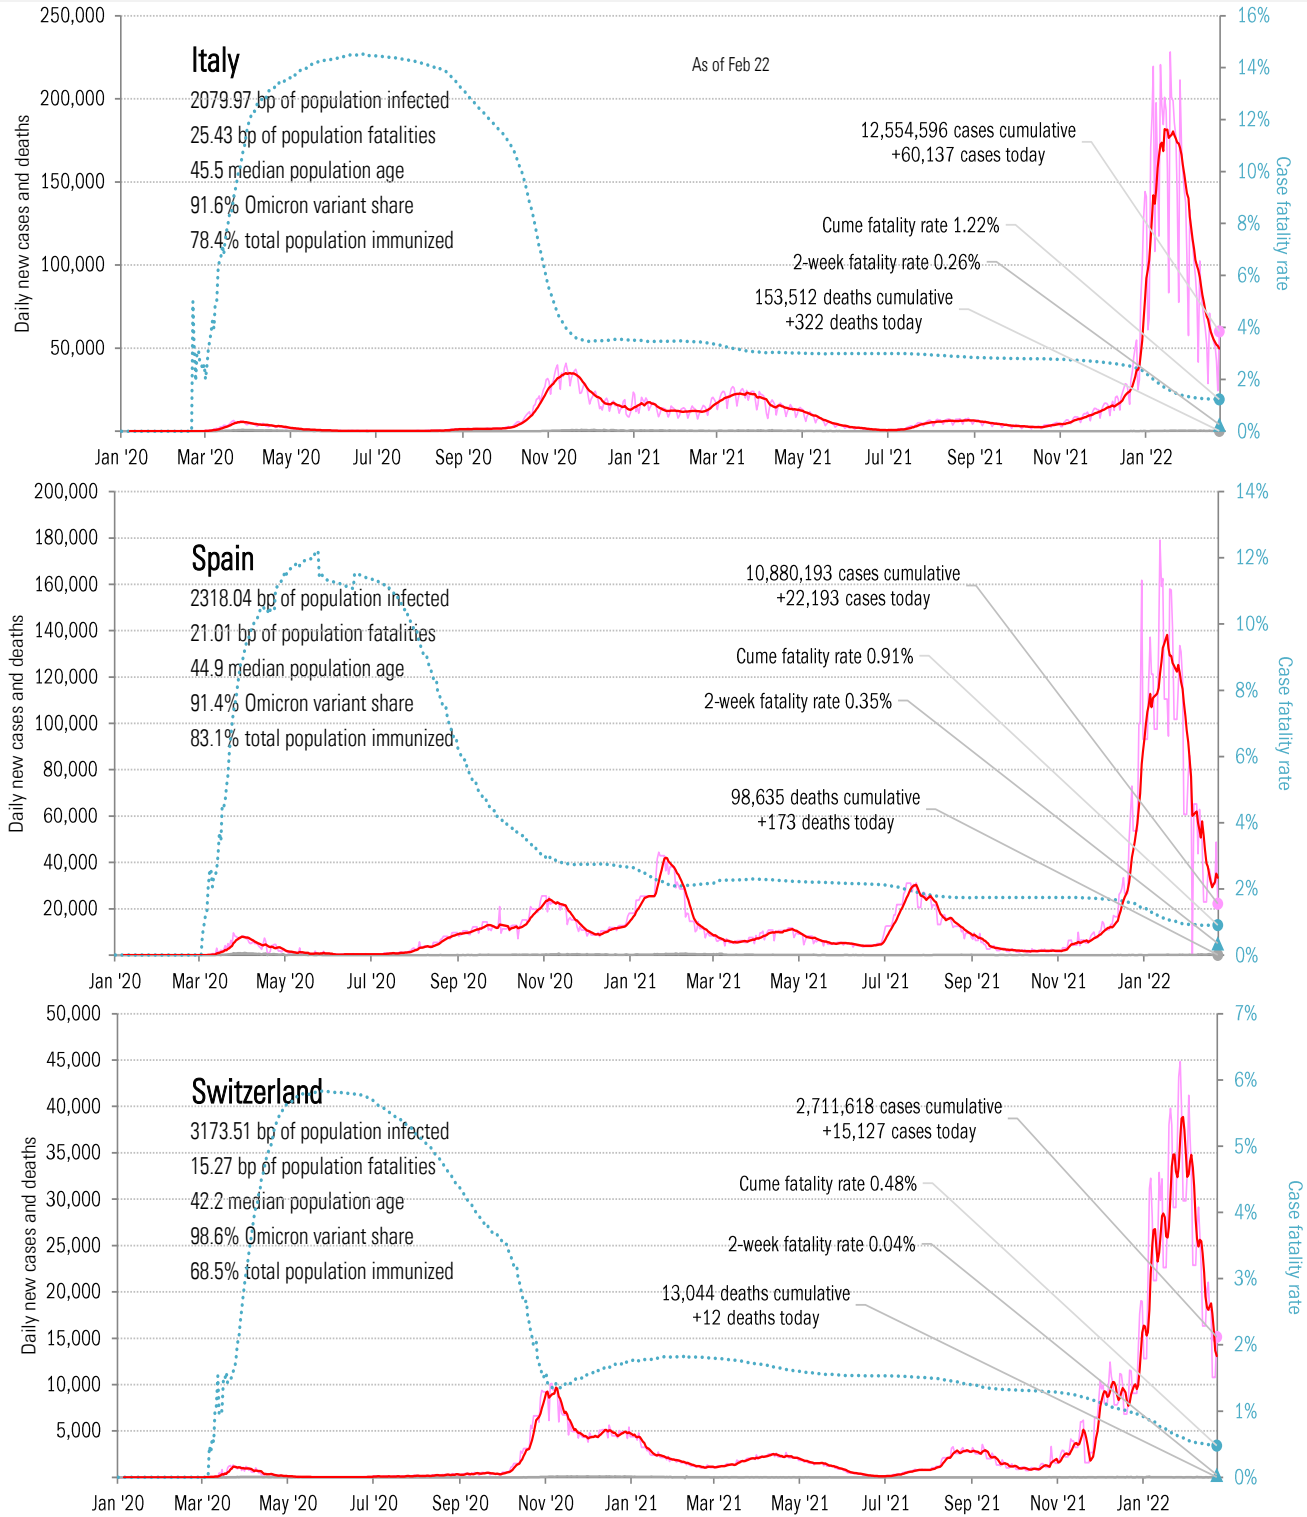 250,000
200,000
150,000
100,000
50,000
Daily new cases and deaths
Italy
2079.97 bp of population infected
25.43 bp of population fatalities
45.5 median population age
91.6% Omicron variant share
78.4% total population immunized
As of Feb 22
12,554,596 cases cumulative
+60,137 cases today
Cume fatality rate 1.22%
2-week fatality rate 0.26%
153,512 deaths cumulative
+322 deaths today
16%
14%
12%
10%
8%
6%
4%
2%
0%
Case fatality rate
Jan '20 Mar '20 May '20 Jul '20 Sep '20 Nov '20 Jan '21 Mar '21 May '21 Jul '21 Sep '21 Nov '21 Jan '22
200,000
180,000
160,000
140,000
120,000
100,000
80,000
60,000
40,000
20,000
Daily new cases and deaths
Spain
2318.04 bp of population infected
21.01 bp of population fatalities
44.9 median population age
91.4% Omicron variant share
83.1% total population immunized
10,880,193 cases cumulative
+22,193 cases today
Cume fatality rate 0.91%
2-week fatality rate 0.35%
98,635 deaths cumulative
+173 deaths today
14%
12%
10%
8%
6%
4%
2%
0%
Case fatality rate
Jan '20 Mar '20 May '20 Jul '20 Sep '20 Nov '20 Jan '21 Mar '21 May '21 Jul '21 Sep '21 Nov '21 Jan '22
50,000
45,000
40,000
35,000
30,000
25,000
20,000
15,000
10,000
5,000
Daily new cases and deaths
Switzerland
3173.51 bp of population infected
15.27 bp of population fatalities
42.2 median population age
98.6% Omicron variant share
68.5% total population immunized
2,711,618 cases cumulative
+15,127 cases today
Cume fatality rate 0.48%
2-week fatality rate 0.04%
13,044 deaths cumulative
+12 deaths today
7%
6%
5%
4%
3%
2%
1%
0%
Case fatality rate
Jan '20 Mar '20 May '20 Jul '20 Sep '20 Nov '20 Jan '21 Mar '21 May '21 Jul '21 Sep '21 Nov '21 Jan '22